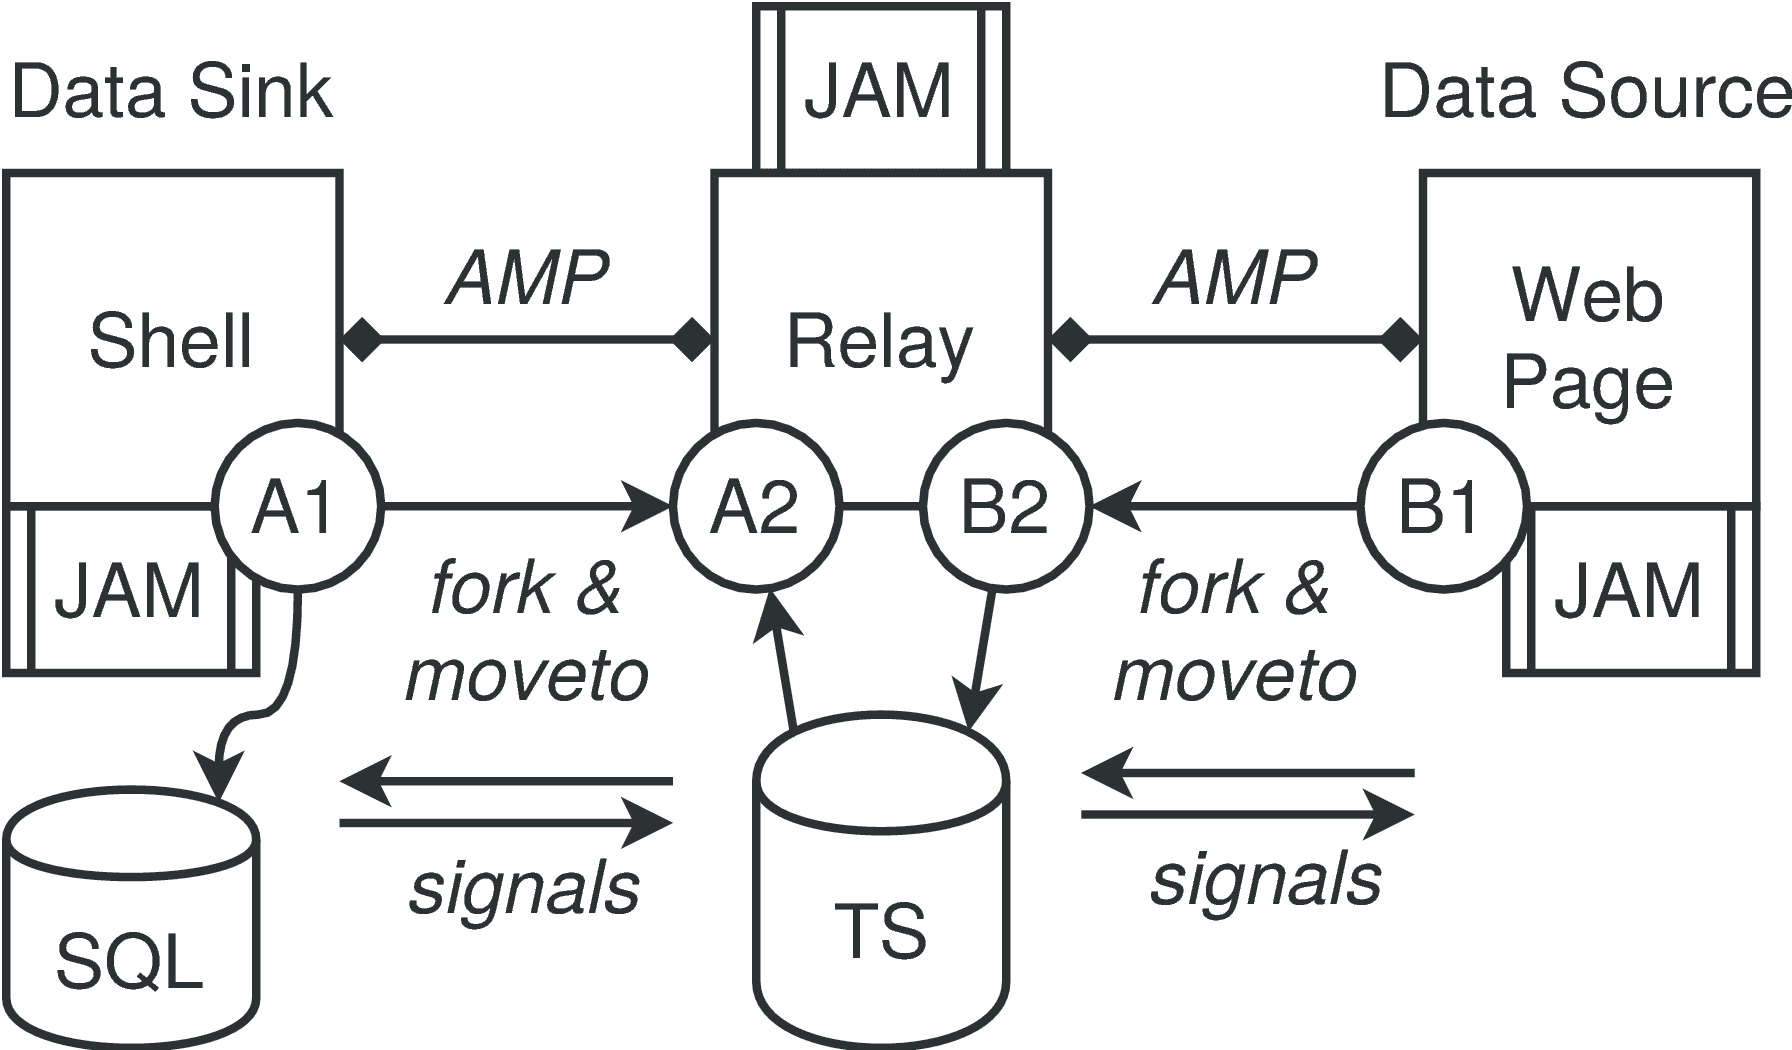 Data Sink
JAM
Data Source
Shell
AMP
Relay
AMP
Web
Page
A1
A2
B2
B1
JAM
fork &
moveto
fork &
moveto
JAM
signals
signals
SQL
TS